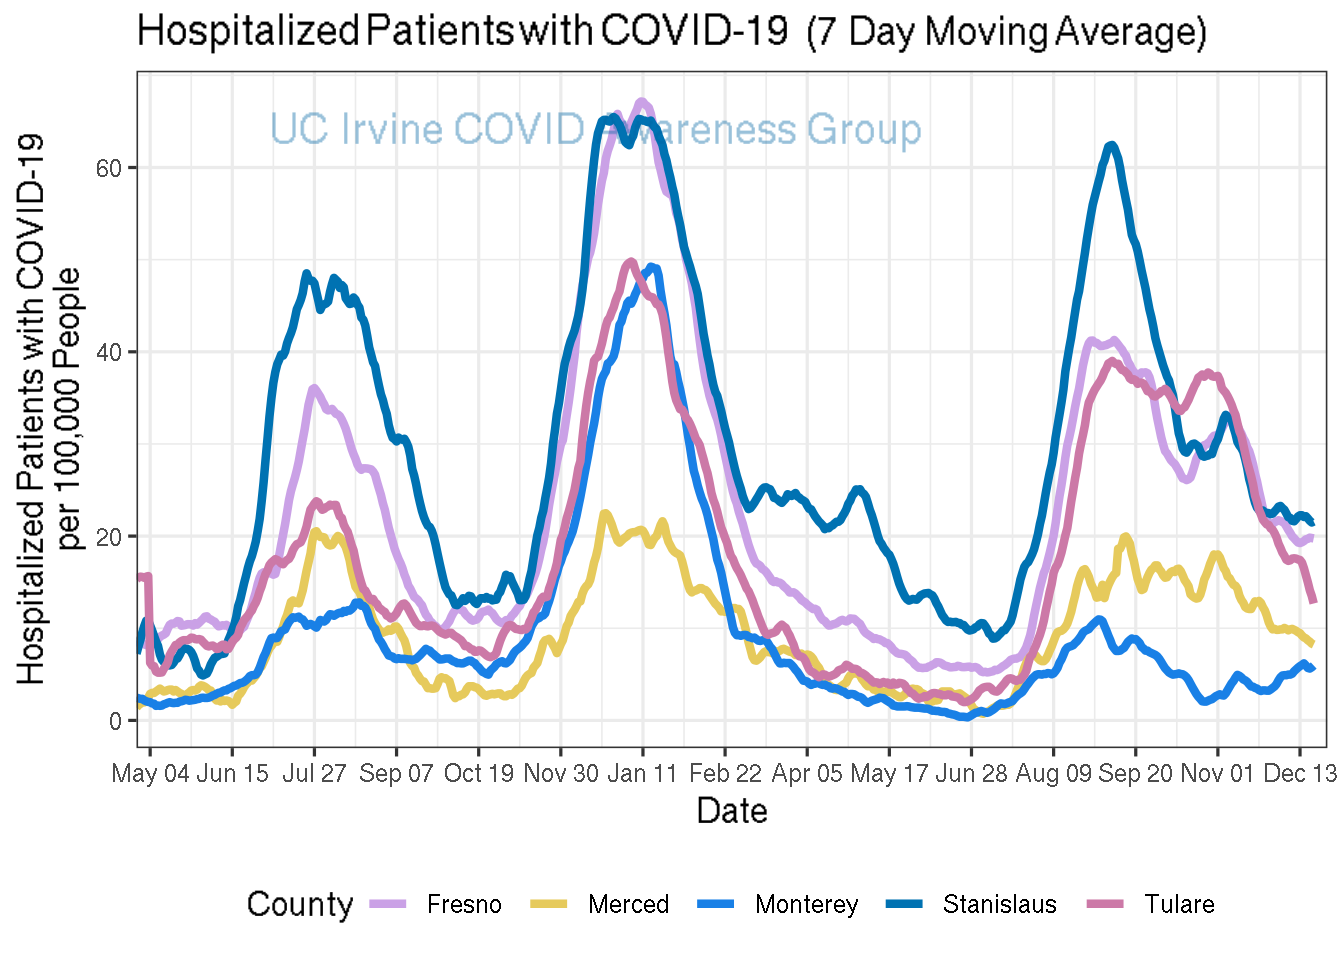 Hospitalized Patients with COVID-19 (7 Day Moving Average)
UC Irvine COVID Awareness Group
Hospitalized Patients with COVID-19
per 100,000 People
60
40
20
0
May 04 Jun 15 Jul 27 Sep 07 Oct 19 Nov 30 Jan 11 Feb 22 Apr 05 May 17 Jun 28 Aug 09 Sep 20 Nov 01 Dec 13
Date
County Fresno Merced Monterey Stanislaus Tulare